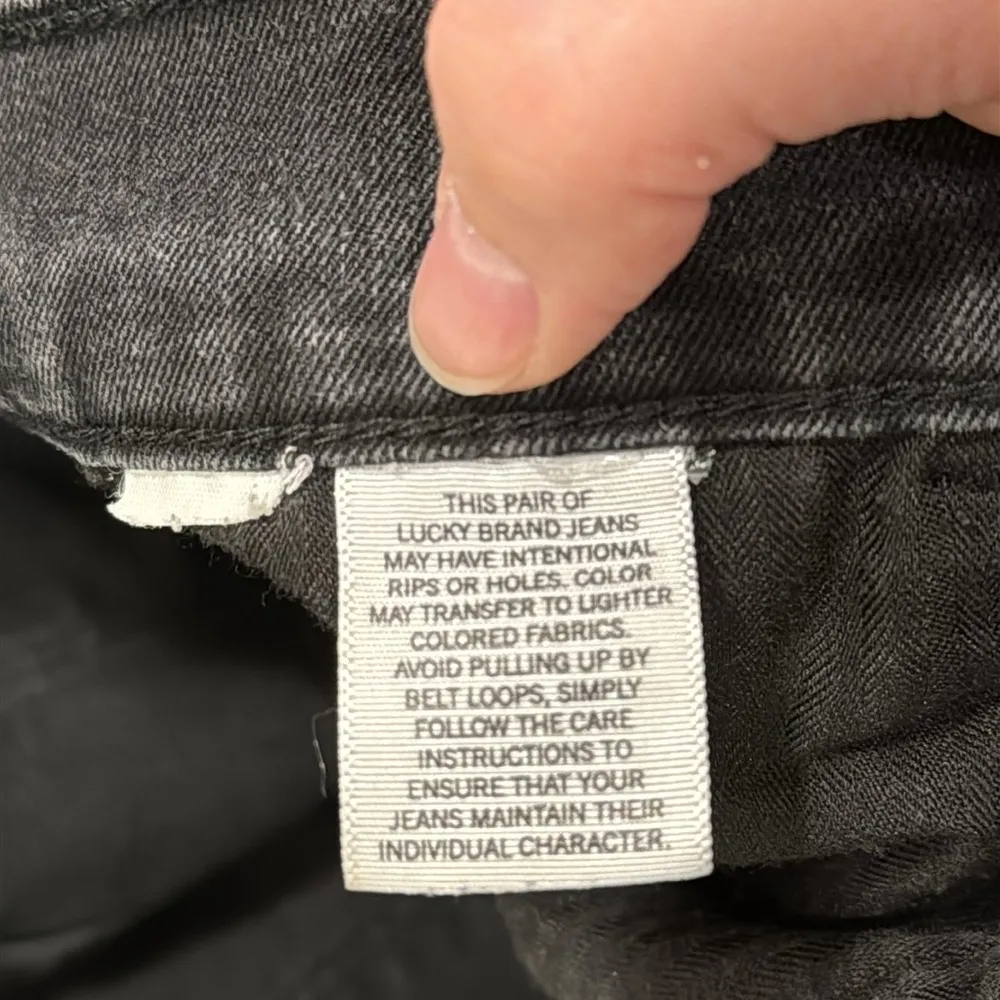 THIS PAIR OF
LUCKY BRAND JEANS
MAY HAVE INTENTIONAL
RIPS OR HOLES. COLOR
MAY TRANSFER TO LIGHTER
COLORED FABRICS.
AVOID PULLING UP BY
BELT LOOPS, SIMPLY
FOLLOW THE CARE
INSTRUCTIONS TO
ENSURE THAT YOUR
JEANS MAINTAIN THEIR
INDIVIDUAL CHARACTER.